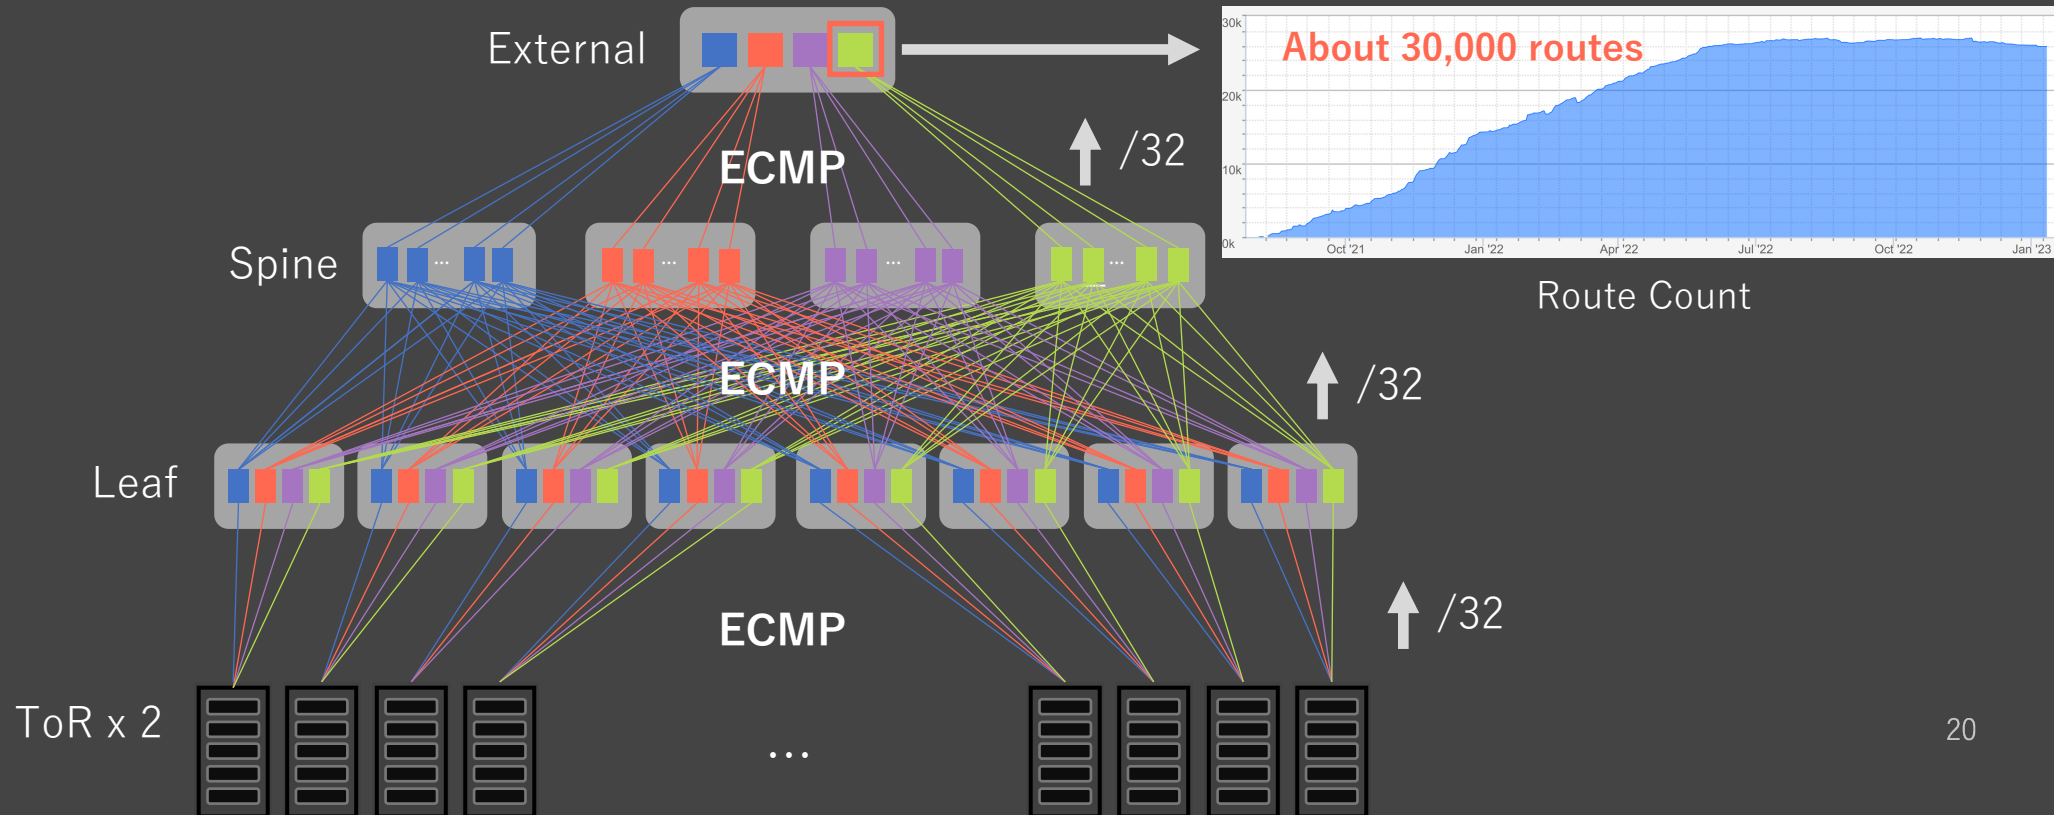 External
ECMP
/32
30k
About 30,000 routes
20k
10k
0k
Oct '21
Jan '22
Apr '22
Jul '22
Oct '22
Jan '23
Route Count
Spine
...
...
...
...
ECMP
/32
Leaf
ECMP
/32
ToR x 2
...
20